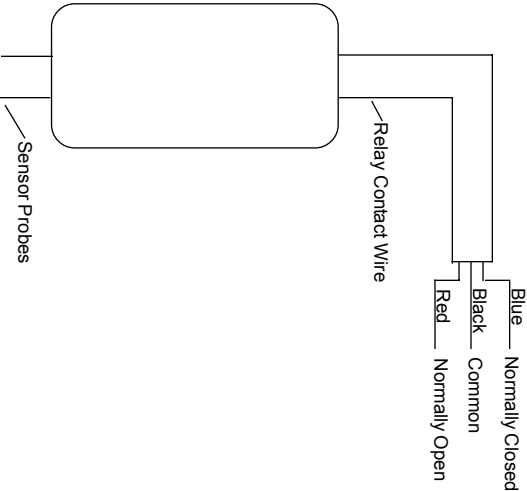 Blue Normally Closed
Black Common
Red Normally Open
Relay Contact Wire
Sensor Probes